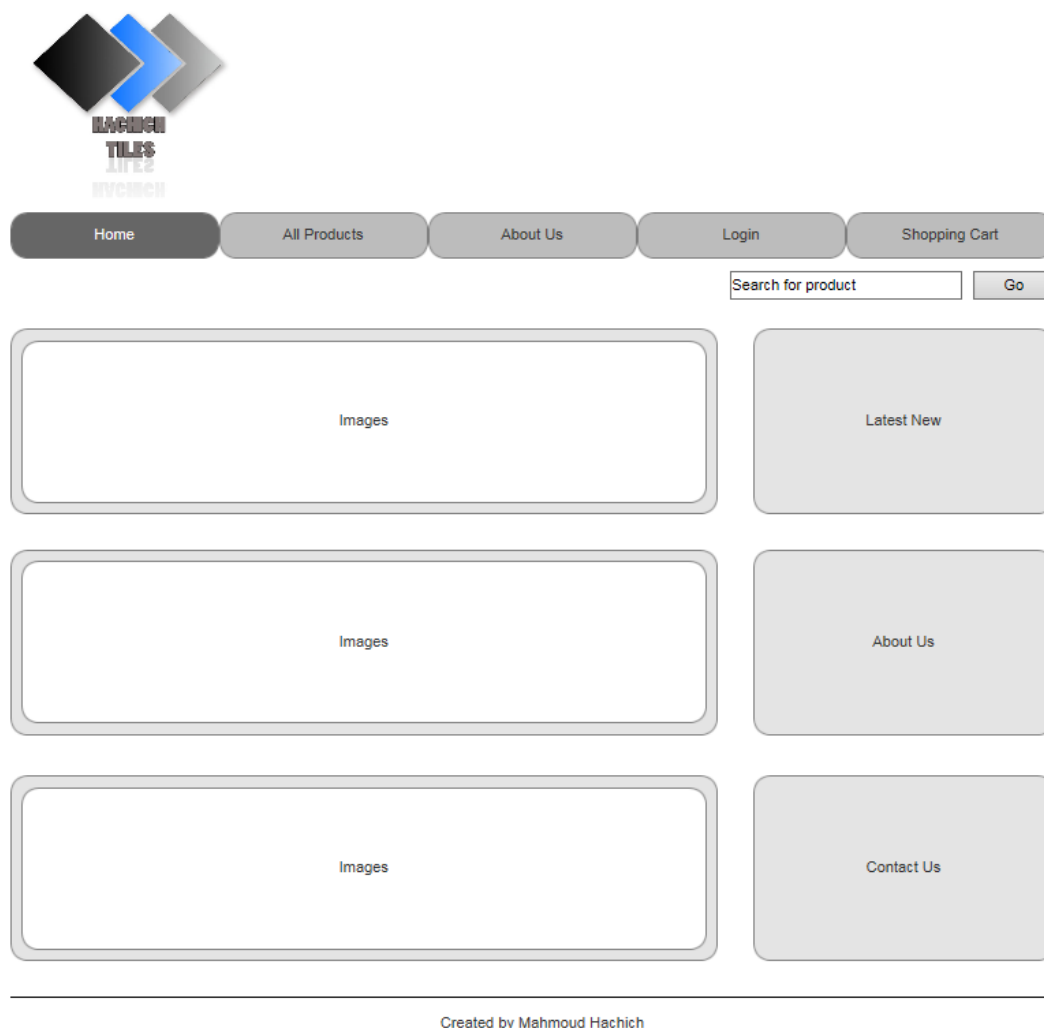 HACHICH
TILES
Home
All Products
About Us
Login
Shopping Cart
Search for product
Go
Images
Latest New
Images
About Us
Images
Contact Us
Created by Mahmoud Hachich